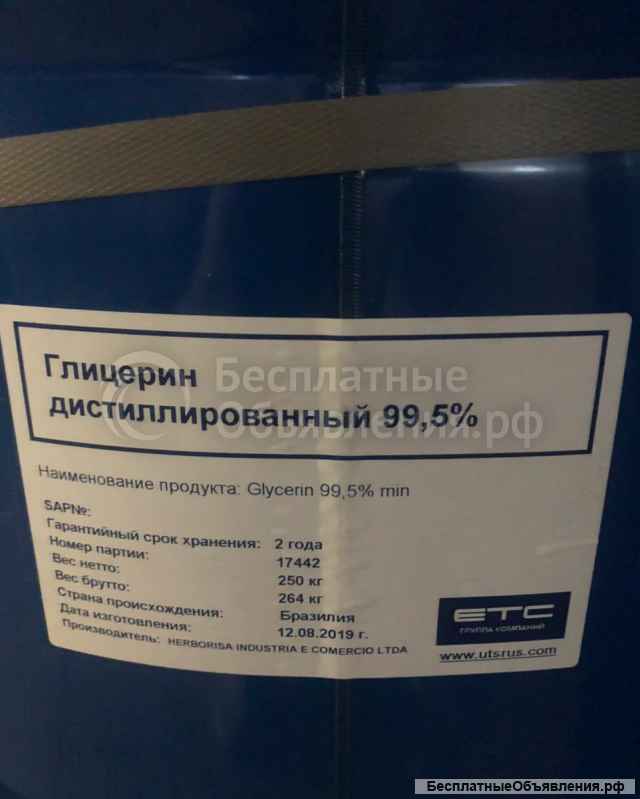 Глицерин
дистиллированный 99,5%
Бесплатные
Объявления.рф
Наименование продукта: Glycerin 99,5% min
SAP№:
Гарантийный срок хранения: 2 года
Номер партии: 17442
Вес нетто: 250 кг
Вес брутто: 264 кг
Страна происхождения: Бразилия
Дата изготовления: 12.08.2019 г.
Производитель: HERBORISA INDUSTRIA E COMERCIO LTDA
ETC
ГРУППА КОМПАНИЙ
www.utsrus.com
БесплатныеОбъявления.рф